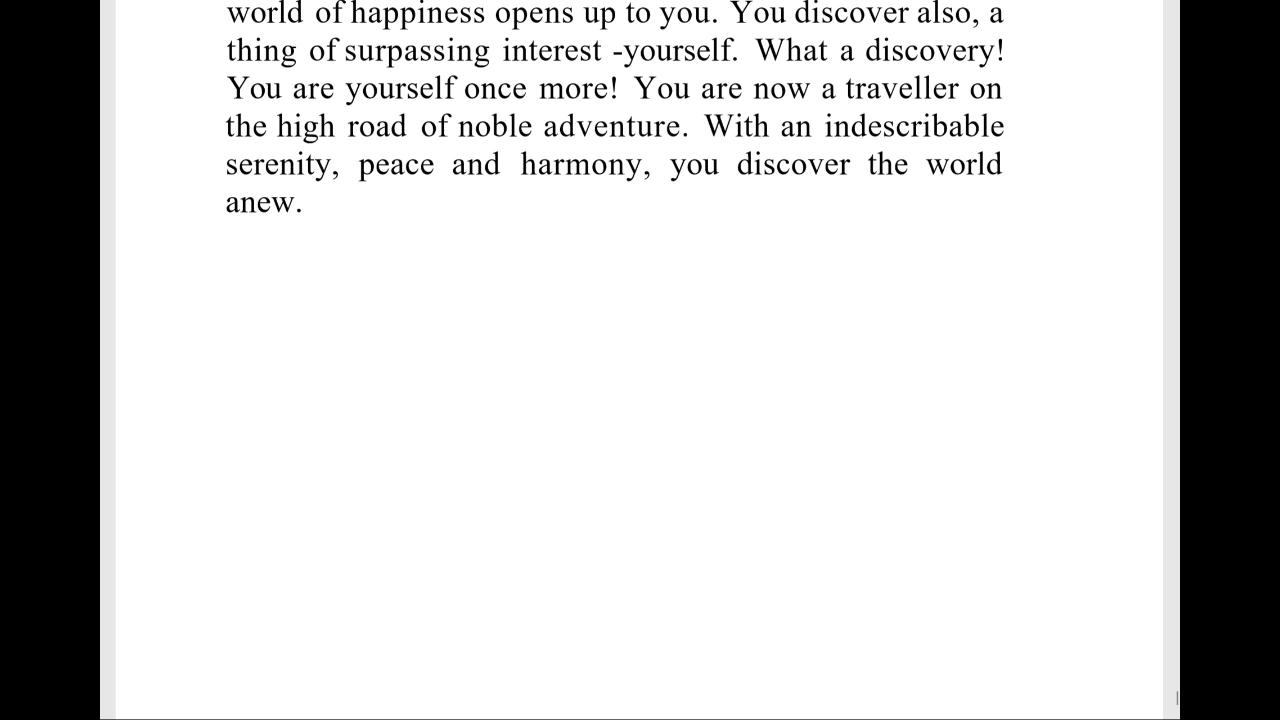 world of happiness opens up to you. You discover also, a
thing of surpassing interest -yourself. What a discovery!
You are yourself once more! You are now a traveller on
the high road of noble adventure. With an indescribable
serenity, peace and harmony, you discover the world
anew.